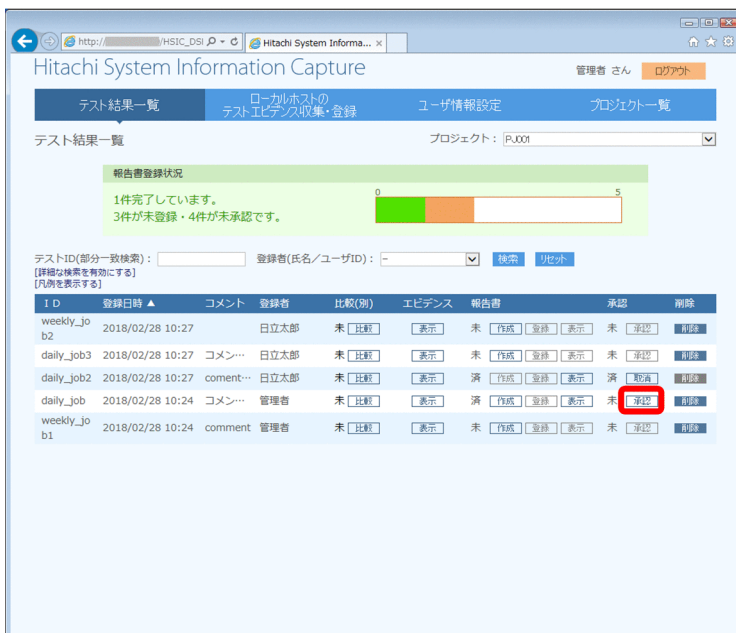 http:// /HSIC_DSI
Hitachi System Informa... ×
Hitachi System Information Capture
管理者 さん ログアウト
テスト結果一覧 ローカルホストの
テストエビデンス収集・登録 ユーザ情報設定 プロジェクト一覧
テスト結果一覧 プロジェクト： PJ001
報告書登録状況
1件完了しています。
3件が未登録・4件が未承認です。
0 5
テストID(部分一致検索)： 登録者(氏名／ユーザID)： － 検索 リセット
[詳細な検索を有効にする]
[凡例を表示する]
ＩＤ 登録日時 ▲ コメント 登録者 比較(別) エビデンス 報告書 承認 削除
weekly_jo
b2 2018/02/28 10:27 日立太郎 未 比較 表示 未 作成 登録 表示 未 承認 削除
daily_job3 2018/02/28 10:27 コメン… 日立太郎 未 比較 表示 未 作成 登録 表示 未 承認 削除
daily_job2 2018/02/28 10:27 coment… 日立太郎 未 比較 表示 済 作成 登録 表示 済 取消 削除
daily_job 2018/02/28 10:24 コメン… 管理者 未 比較 表示 済 作成 登録 表示 未 承認 削除
weekly_jo
b1 2018/02/28 10:24 comment 管理者 未 比較 表示 未 作成 登録 表示 未 承認 削除